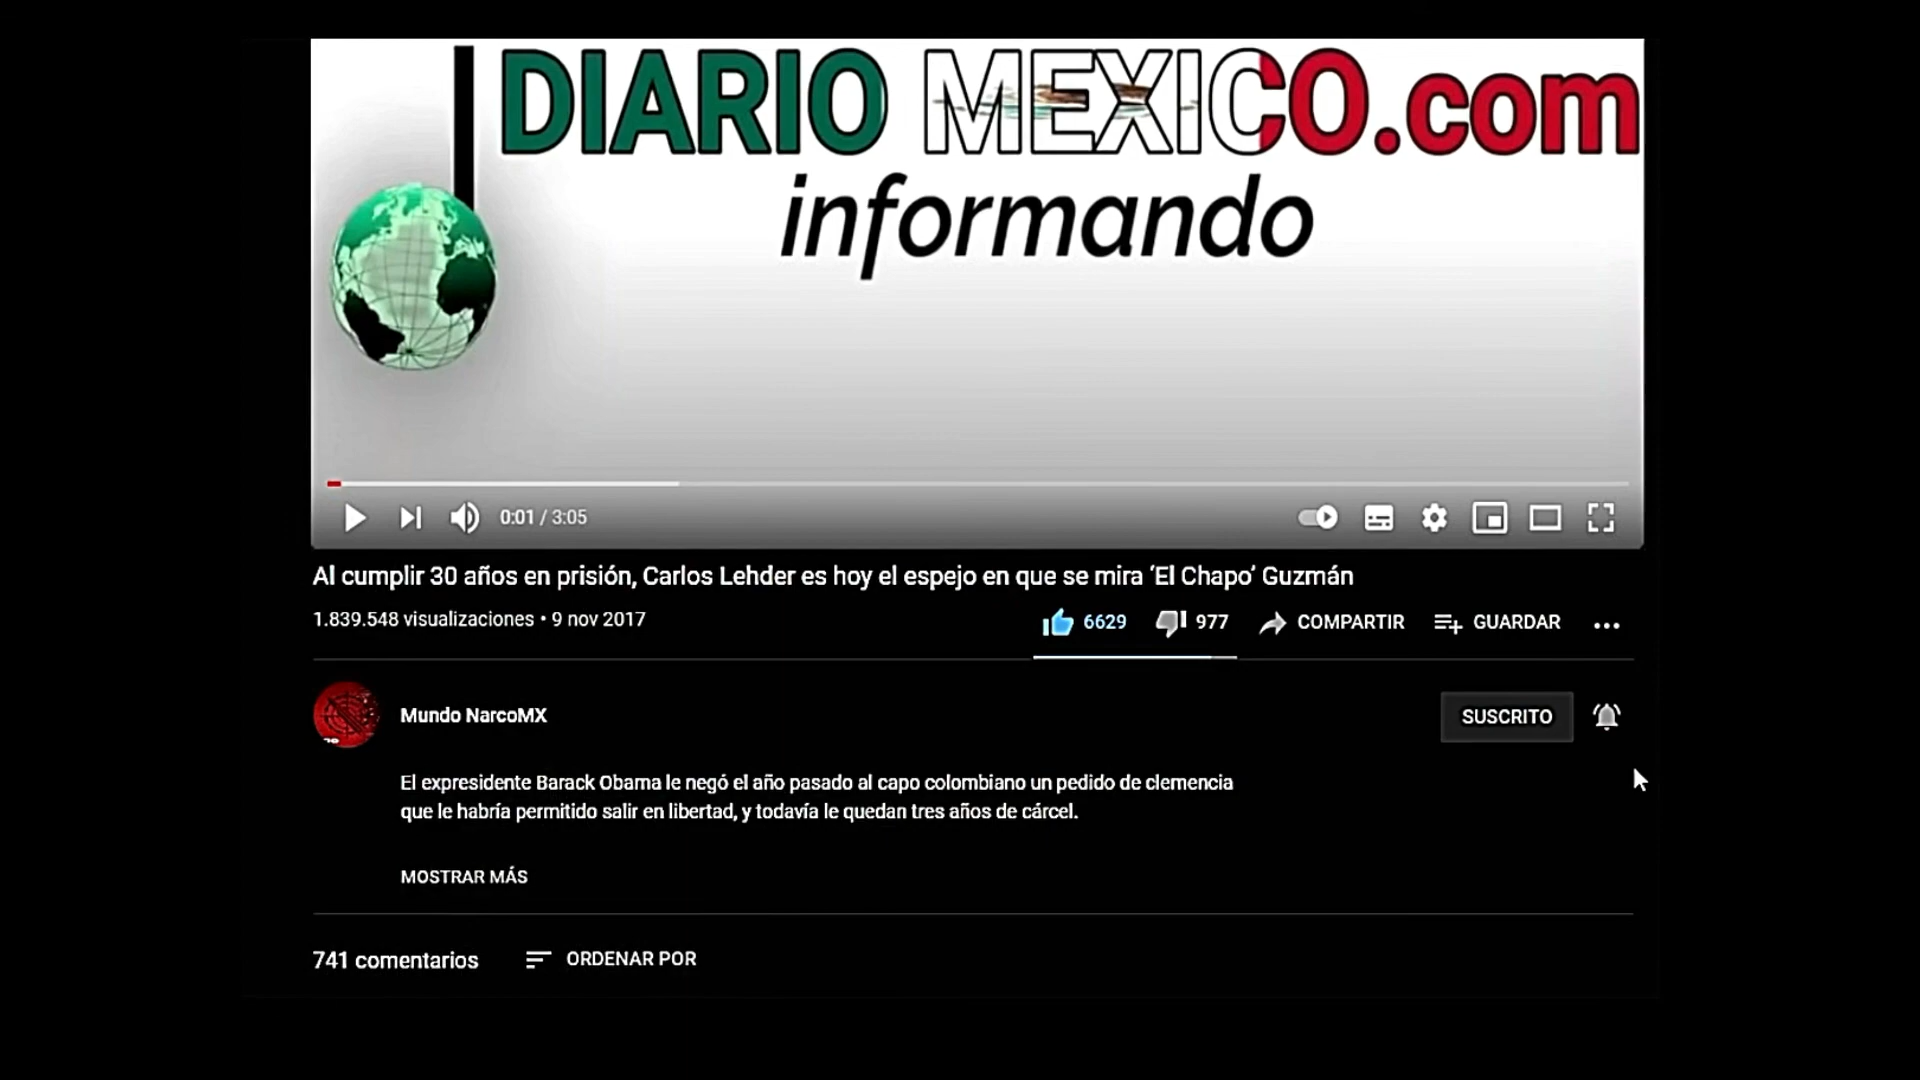 DIARIO MEXICO.com
informando
0:01 / 3:05
Al cumplir 30 años en prisión, Carlos Lehder es hoy el espejo en que se mira ‘El Chapo’ Guzmán
1.839.548 visualizaciones • 9 nov 2017
6629 977 COMPARTIR GUARDAR
Mundo NarcoMX
SUSCRITO
El expresidente Barack Obama le negó el año pasado al capo colombiano un pedido de clemencia
que le habría permitido salir en libertad, y todavía le quedan tres años de cárcel.
MOSTRAR MÁS
741 comentarios ORDENAR POR